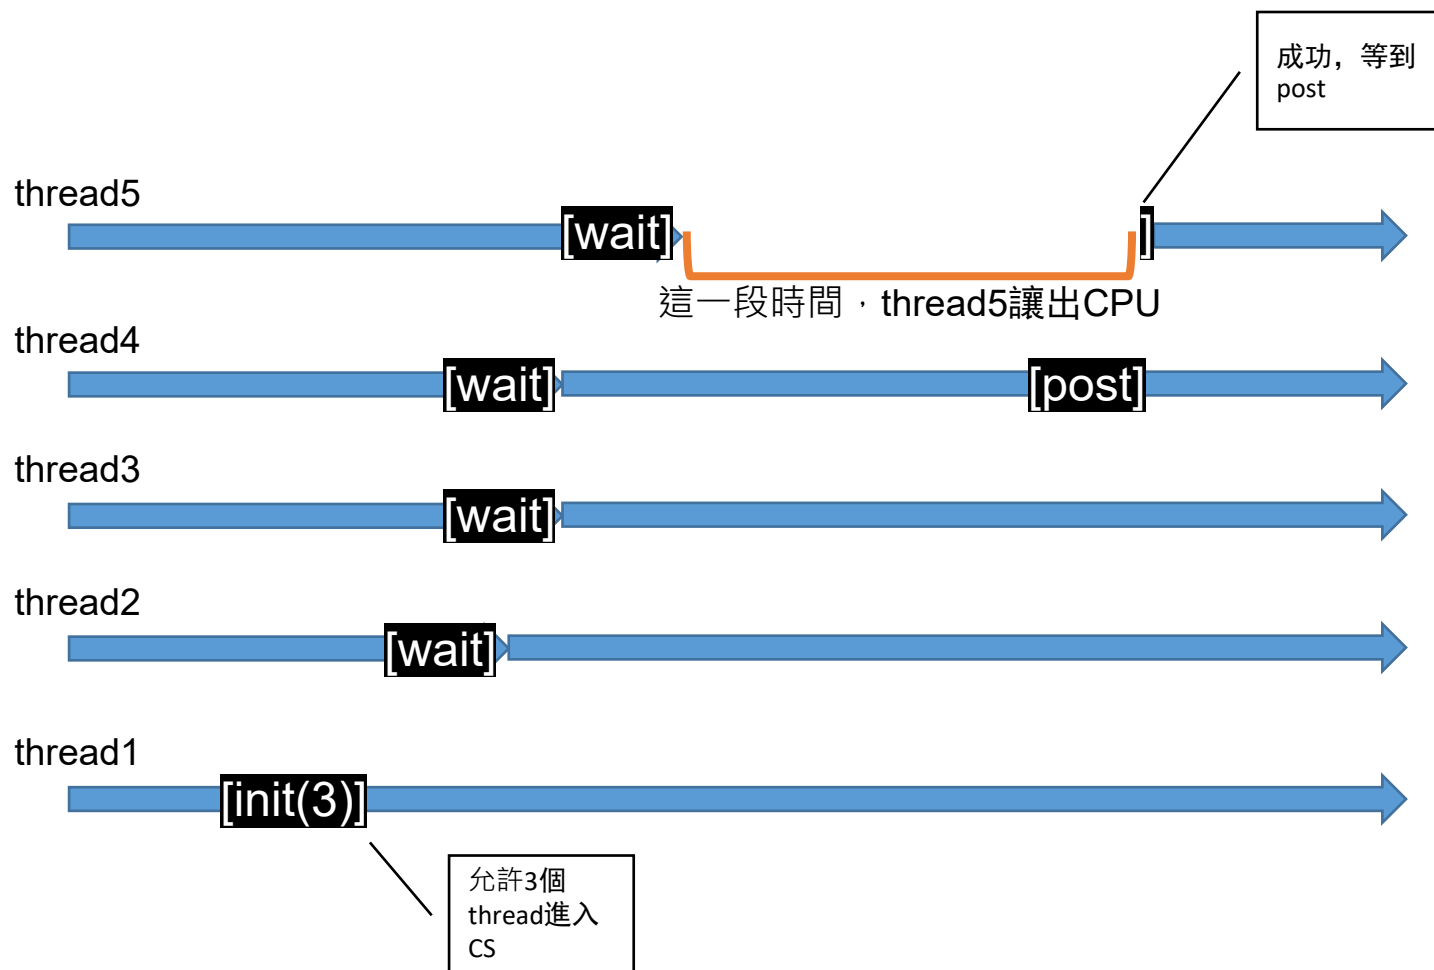 成功，等到
post
thread5
[wait]
]
這一段時間，thread5讓出CPU
thread4
[wait]
[post]
thread3
[wait]
thread2
[wait]
thread1
[init(3)]
允許3個
thread進入
CS